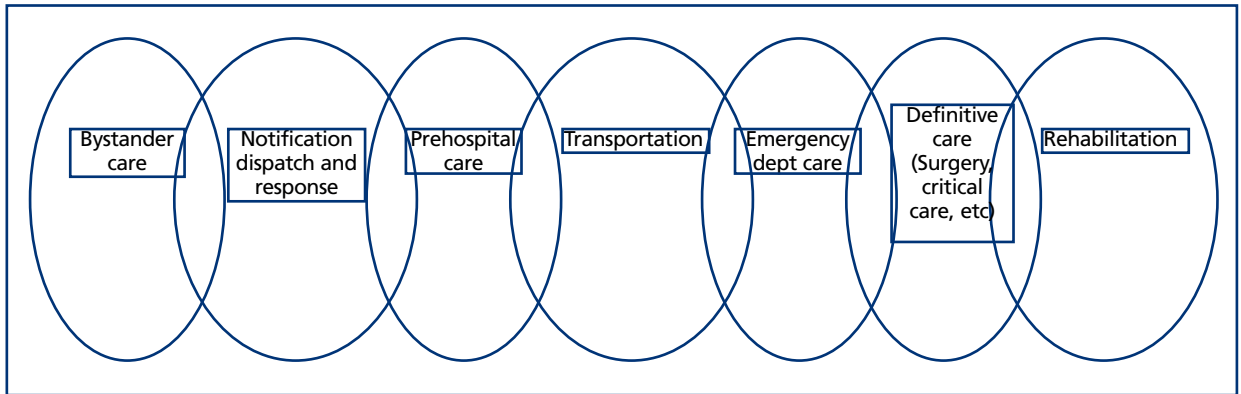 Bystander
care
Notification
dispatch and
response
Prehospital
care
Transportation
Emergency
dept care
Definitive
care
(Surgery,
critical
care, etc)
Rehabilitation